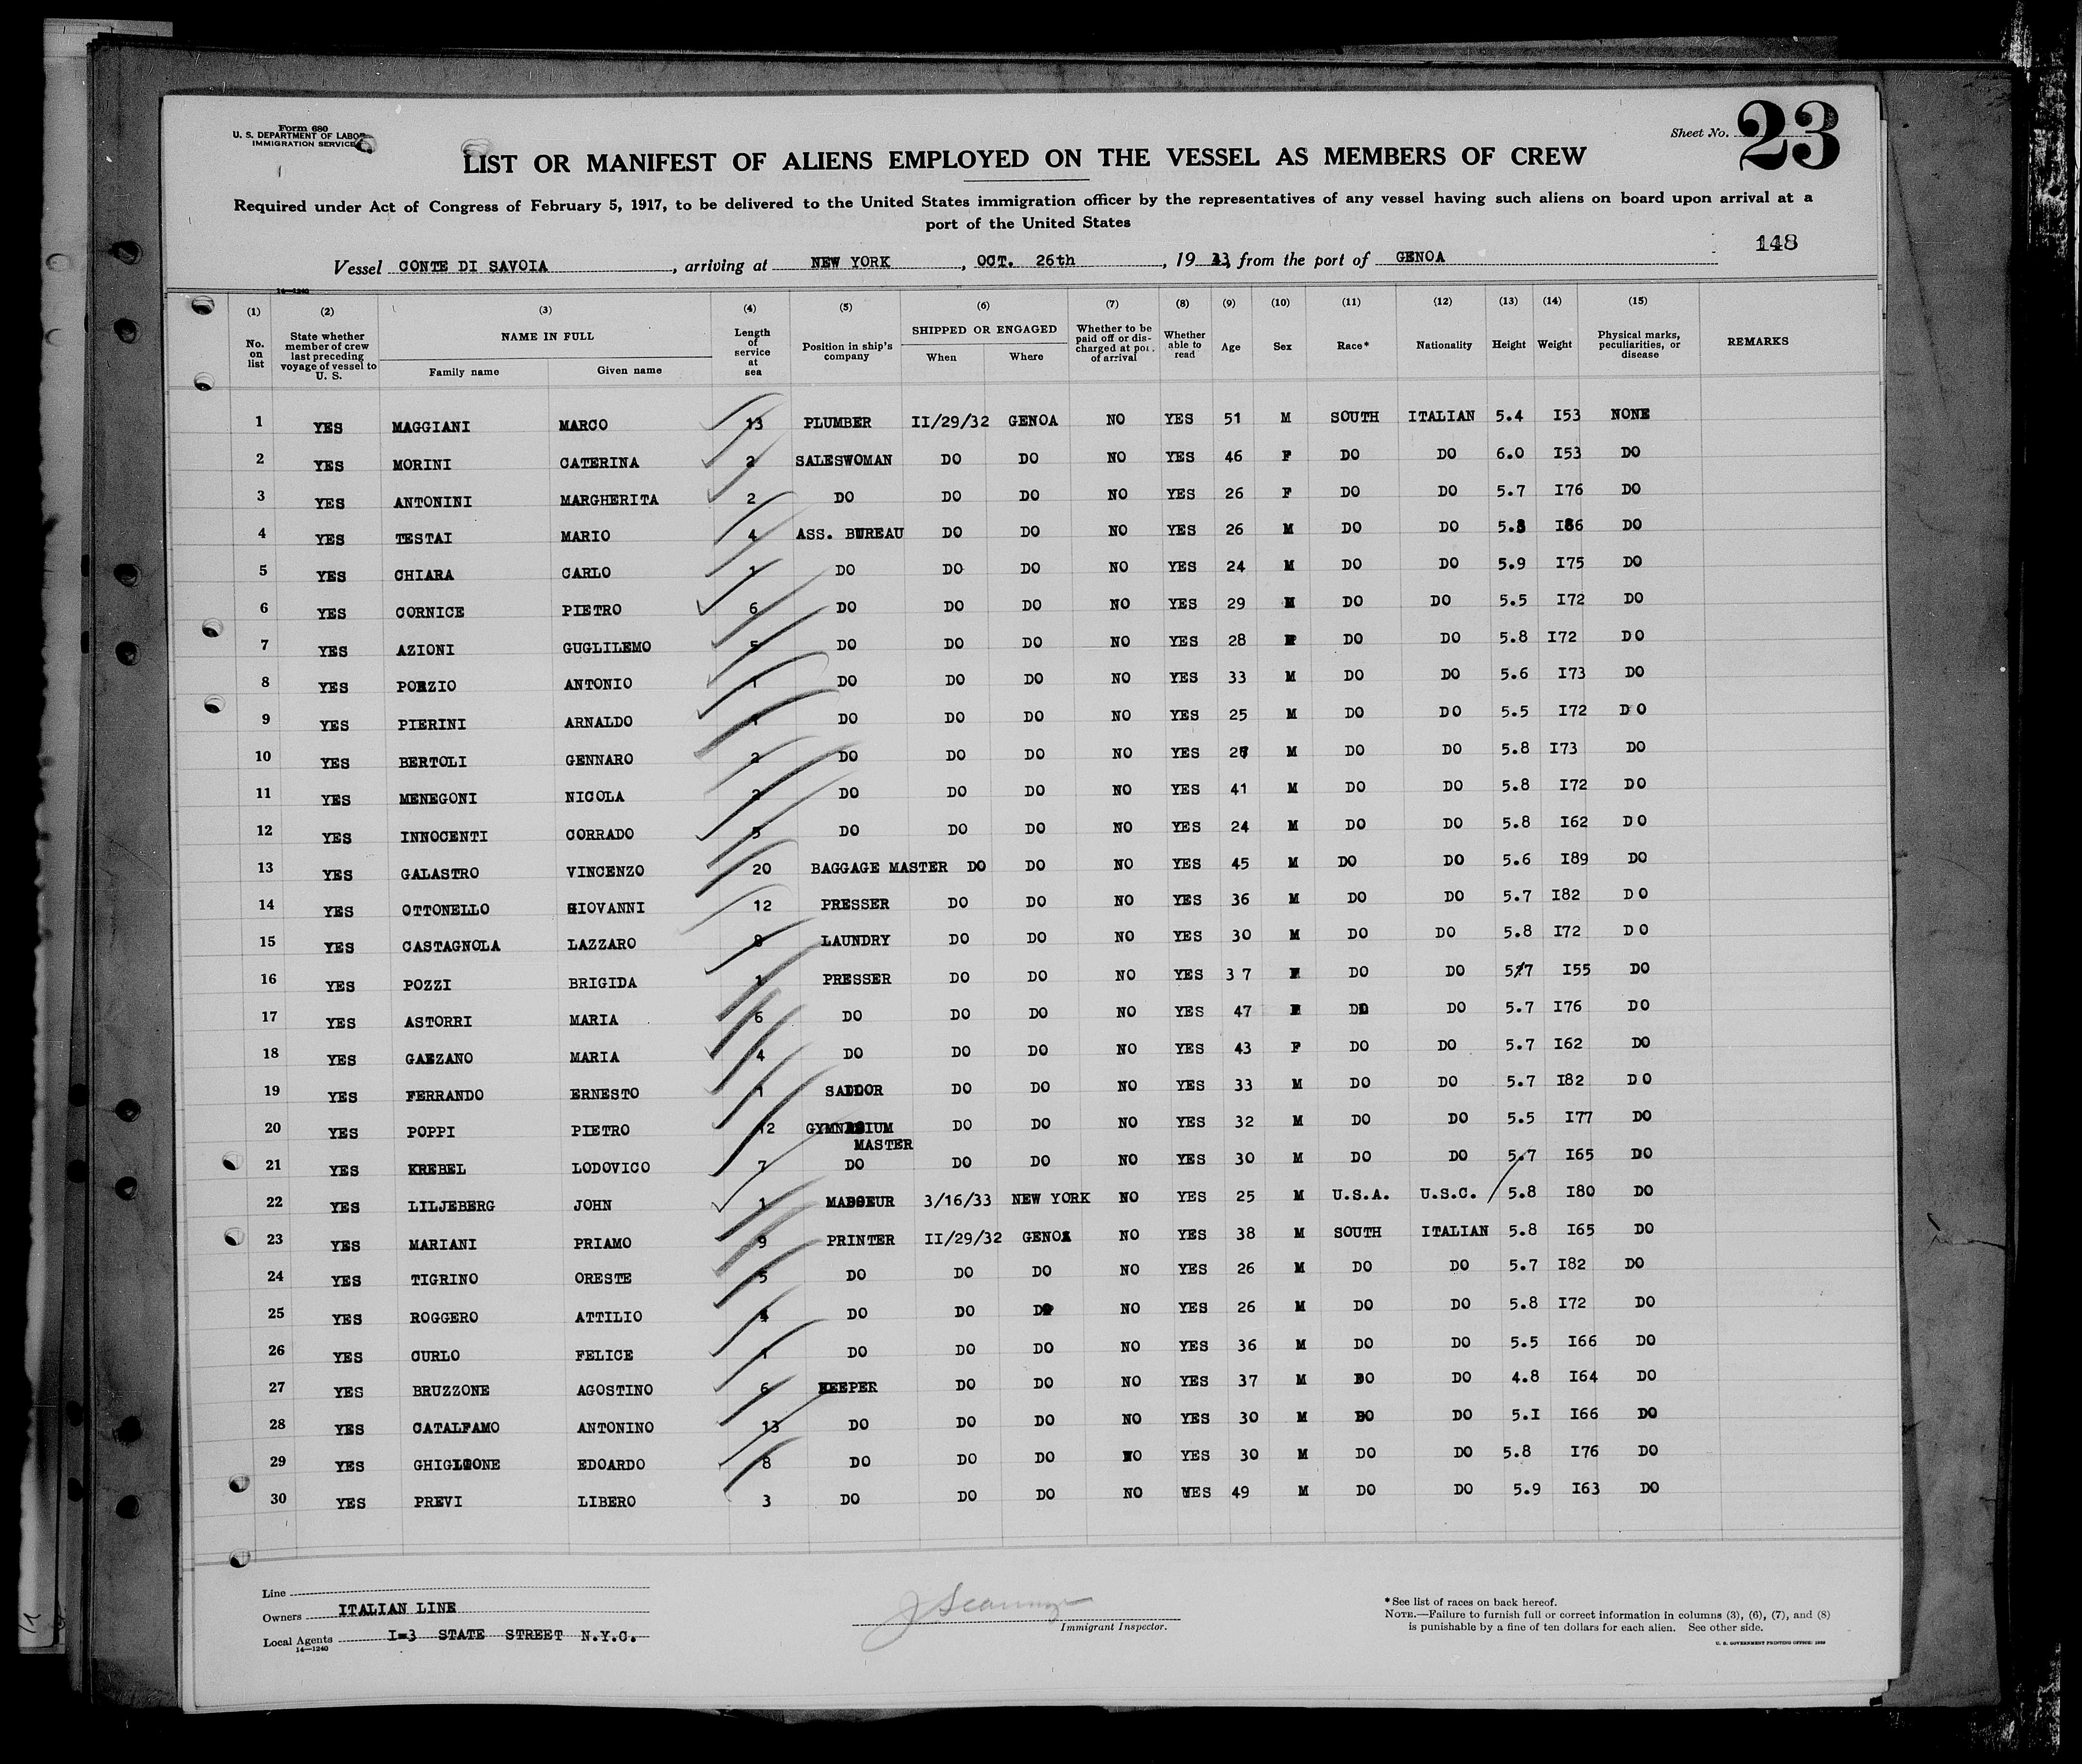 Form 680
U. S. DEPARTMENT OF LABOR
IMMIGRATION SERVICE
Sheet No. 23
LIST OR MANIFEST OF ALIENS EMPLOYED ON THE VESSEL AS MEMBERS OF CREW
Required under Act of Congress of February 5, 1917, to be delivered to the United States immigration officer by the representatives of any vessel having such aliens on board upon arrival at a
port of the United States
148
Vessel CONTE DI SAVOIA, arriving at NEW YORK, OCT. 26th, 19 33, from the port of GENOA
14—1240
(1) (2) (3) (4) (5) (6) (7) (8) (9) (10) (11) (12) (13) (14) (15)
No. on list State whether member of crew last preceding voyage of vessel to U. S. NAME IN FULL Family name Given name Length of service at sea Position in ship's company SHIPPED OR ENGAGED When Where Whether to be paid off or discharged at port of arrival Whether able to read Age Sex Race* Nationality Height Weight Physical marks, peculiarities, or disease REMARKS
1 YES MAGGIANI MARCO 13 PLUMBER II/29/32 GENOA NO YES 51 M SOUTH ITALIAN 5.4 I53 NONE
2 YES MORINI CATERINA 2 SALESWOMAN DO DO NO YES 46 F DO DO 6.0 I53 DO
3 YES ANTONINI MARGHERITA 2 DO DO DO NO YES 26 F DO DO 5.7 I76 DO
4 YES TESTAI MARIO 4 ASS. BUREAU DO DO NO YES 26 M DO DO 5.8 I86 DO
5 YES CHIARA CARLO 1 DO DO DO NO YES 24 M DO DO 5.9 I75 DO
6 YES CORNICE PIETRO 6 DO DO DO NO YES 29 M DO DO 5.5 I72 DO
7 YES AZIONI GUGLILEMO 5 DO DO DO NO YES 28 DO DO 5.8 I72 DO
8 YES PORZIO ANTONIO 1 DO DO DO NO YES 33 M DO DO 5.6 I73 DO
9 YES PIERINI ARNALDO DO DO DO NO YES 25 M DO DO 5.5 I72 DO
10 YES BERTOLI GENNARO 2 DO DO DO NO YES M DO DO 5.8 I73 DO
11 YES MENEGONI NICOLA 2 DO DO DO NO YES 41 M DO DO 5.8 I72 DO
12 YES INNOCENTI CORRADO 5 DO DO DO NO YES 24 M DO DO 5.8 I62 DO
13 YES GALASTRO VINCENZO 20 BAGGAGE MASTER DO DO NO YES 45 M DO DO 5.6 I89 DO
14 YES OTTONELLO GIOVANNI 12 PRESSER DO DO NO YES 36 M DO DO 5.7 I82 DO
15 YES CASTAGNOLA LAZZARO 8 LAUNDRY DO DO NO YES 30 M DO DO 5.8 I72 DO
16 YES POZZI BRIGIDA 1 PRESSER DO DO NO YES 37 F DO DO 5/7 I55 DO
17 YES ASTORRI MARIA 6 DO DO DO NO YES 47 F DO DO 5.7 I76 DO
18 YES GAEZANO MARIA 4 DO DO DO NO YES 43 F DO DO 5.7 I62 DO
19 YES FERRANDO ERNESTO 1 DO DO NO YES 33 M DO DO 5.7 I82 DO
20 YES POPPI PIETRO 12 GYMNASIUM DO DO NO YES 32 M DO DO 5.5 I77 DO
MASTER
21 YES KREBEL LODOVICO 7 DO DO DO NO YES 30 M DO DO 5.7 I65 DO
22 YES LILJEBERG JOHN 1 MASSEUR 3/16/33 NEW YORK NO YES 25 M U.S.A. U.S.C. 5.8 I80 DO
23 YES MARIANI PRIAMO 9 PRINTER II/29/32 GENOA NO YES 38 M SOUTH ITALIAN 5.8 I65 DO
24 YES TIGRINO ORESTE 5 DO DO DO NO YES 26 M DO DO 5.7 I82 DO
25 YES ROGGERO ATTILIO 4 DO DO DO NO YES 26 M DO DO 5.8 I72 DO
26 YES CURLO FELICE DO DO DO NO YES 36 M DO DO 5.5 I66 DO
27 YES BRUZZONE AGOSTINO 6 KEEPER DO DO NO YES 37 M DO DO 4.8 I64 DO
28 YES CATALFAMO ANTONINO 13 DO DO DO NO YES 30 M DO DO 5.I I66 DO
29 YES GHIGLIONE EDOARDO 8 DO DO DO NO YES 30 M DO DO 5.8 I76 DO
30 YES PREVI LIBERO 3 DO DO DO NO YES 49 M DO DO 5.9 I63 DO
Line
Owners ITALIAN LINE
Local Agents I=3 STATE STREET N.Y.C.
14—1240
Immigrant Inspector.
*See list of races on back hereof.
NOTE.—Failure to furnish full or correct information in columns (3), (6), (7), and (8)
is punishable by a fine of ten dollars for each alien. See other side.
U. S. GOVERNMENT PRINTING OFFICE: 1929